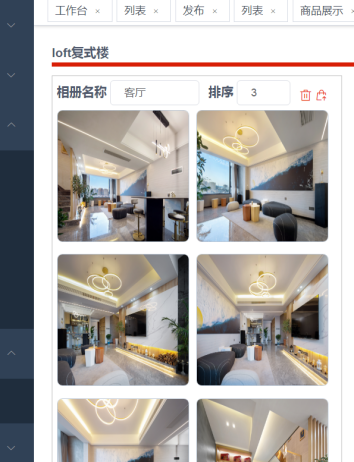 工作台 × 列表 × 发布 × 列表 × 商品展示 ×
loft复式楼
相册名称 客厅 排序 3